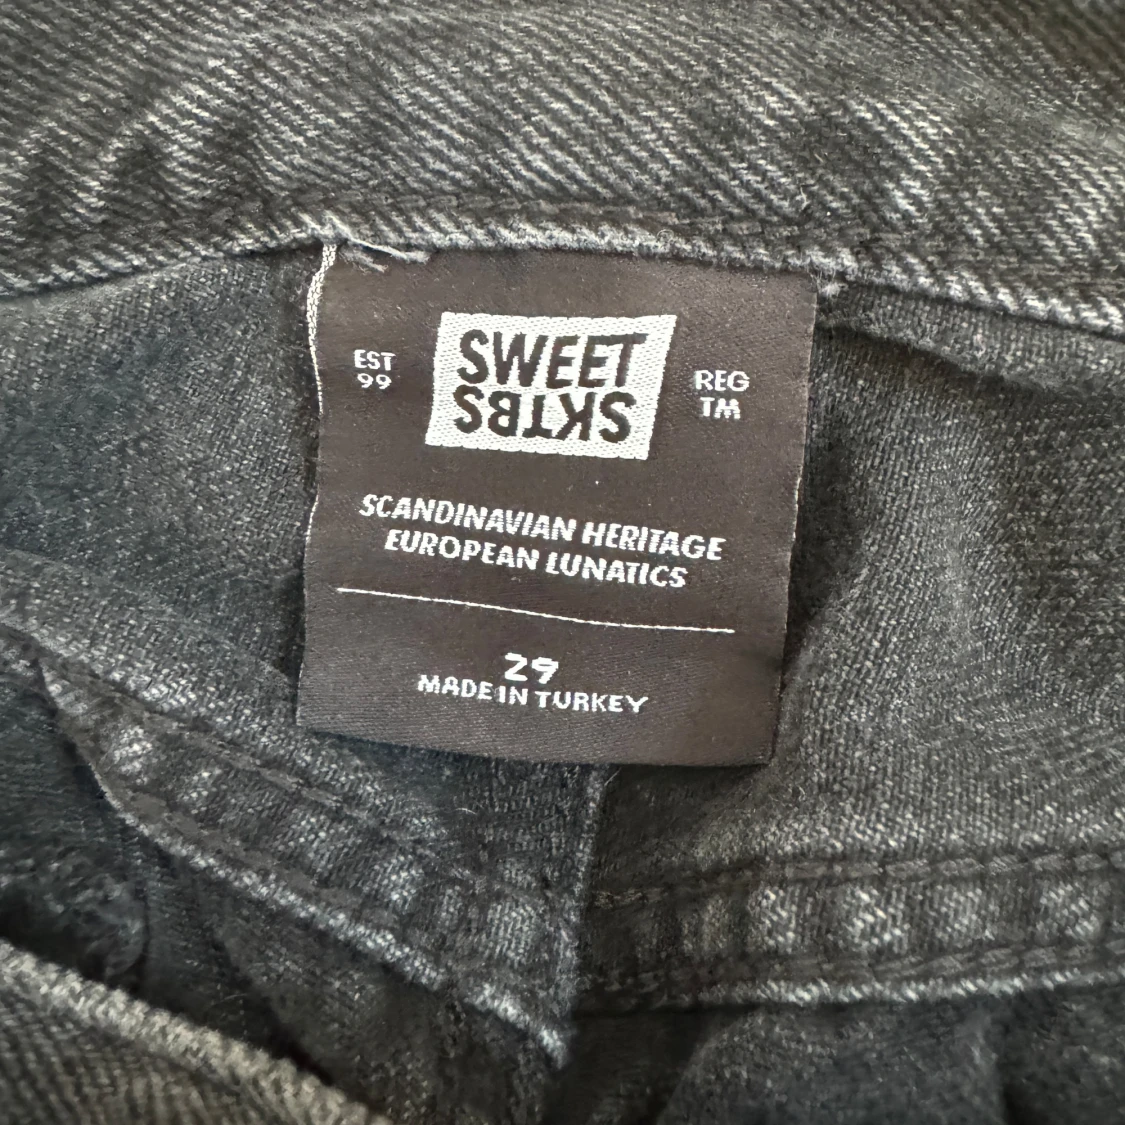 EST
99
SWEET
SKTBS
REG
TM
SCANDINAVIAN HERITAGE
EUROPEAN LUNATICS
29
MADE IN TURKEY